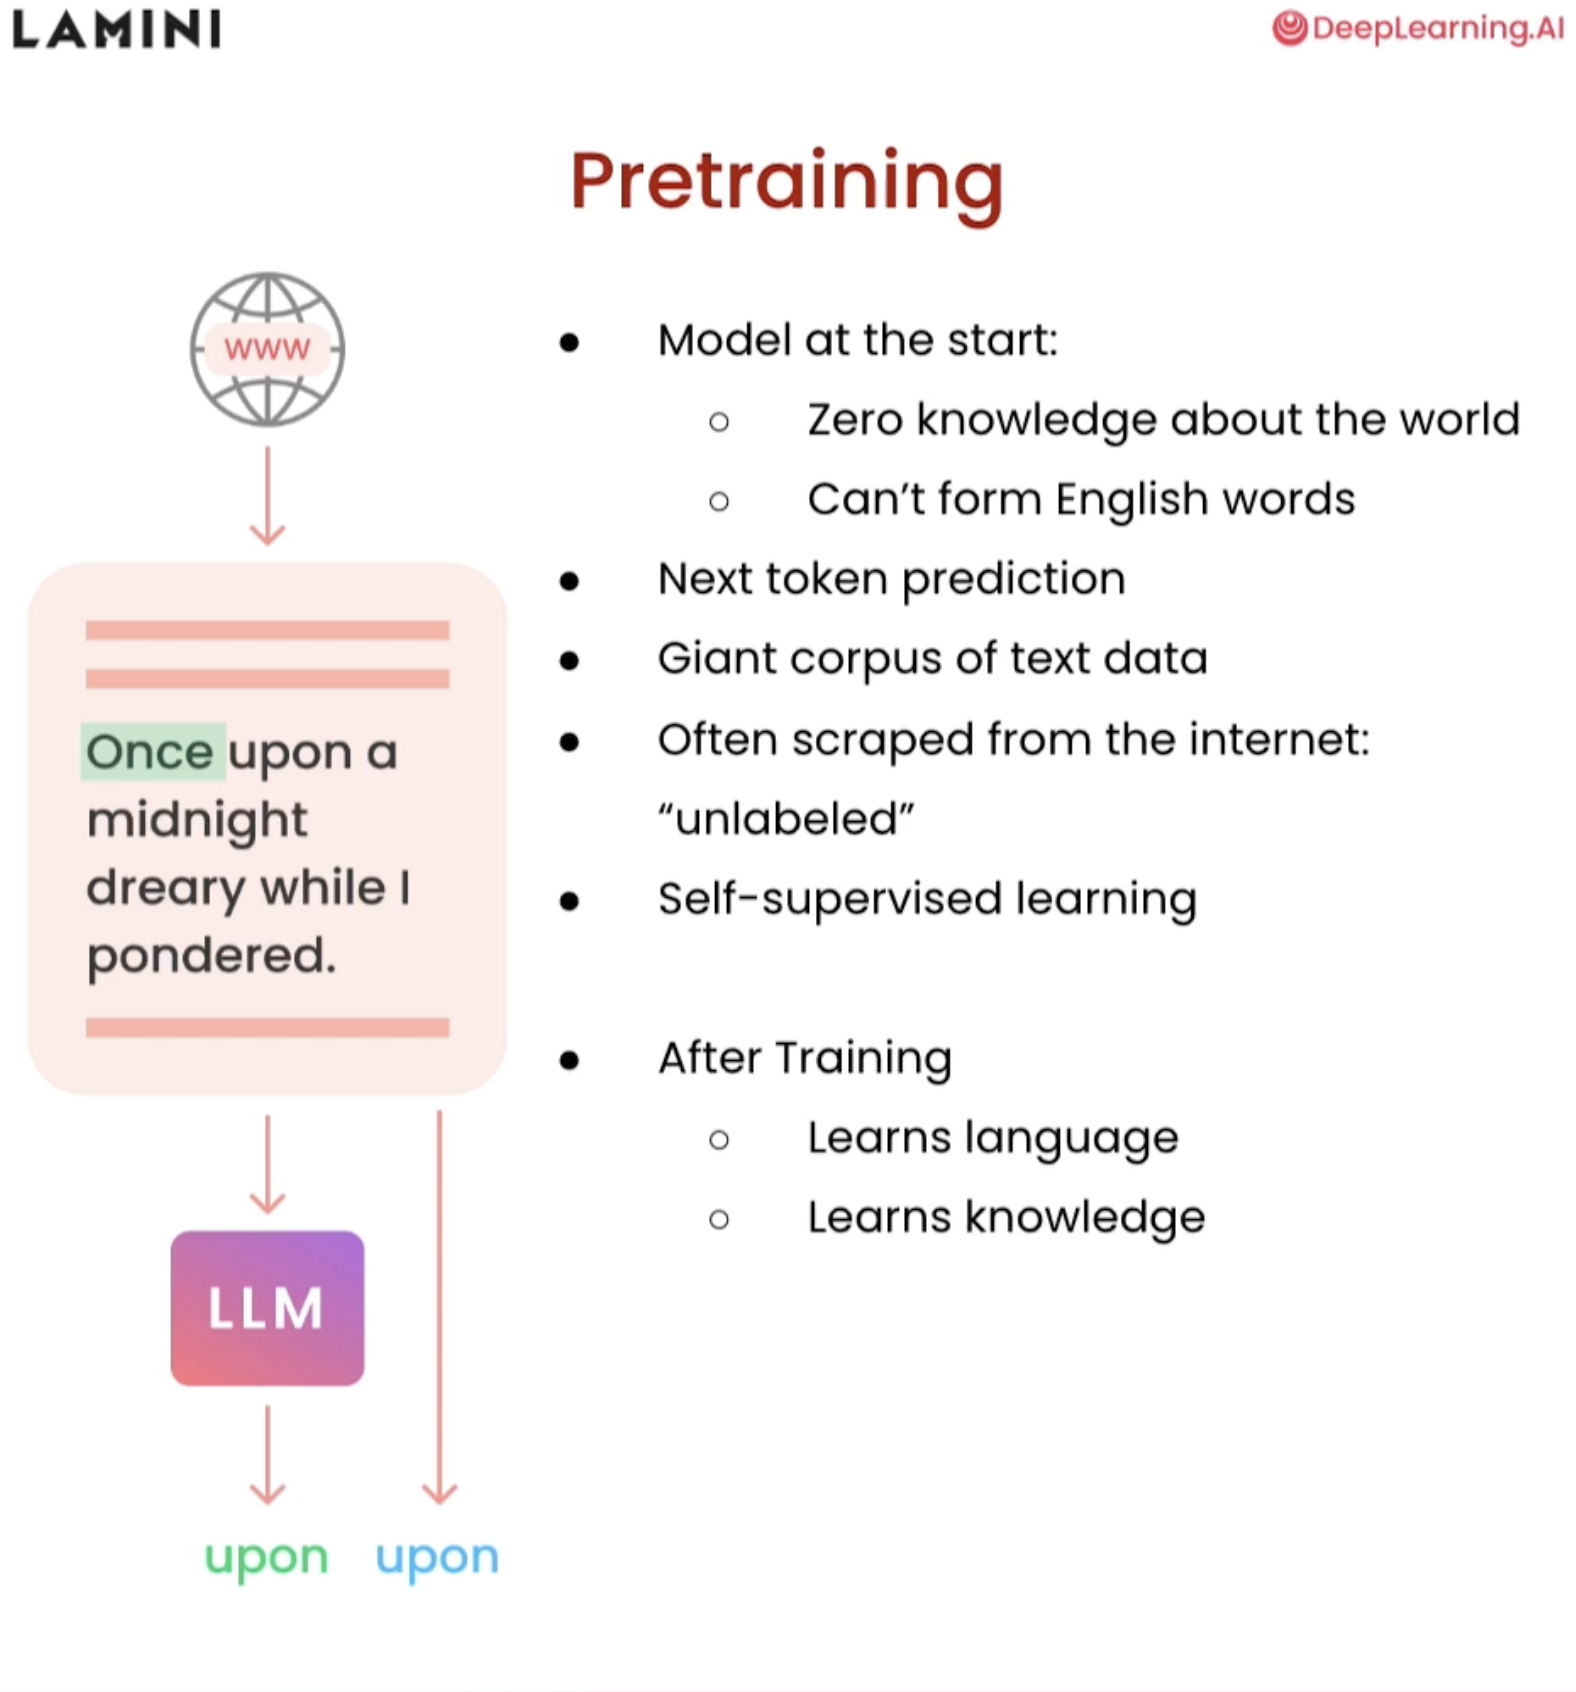 LAMINI
DeepLearning.AI
Pretraining
www
Once upon a
midnight
dreary while I
pondered.
LLM
upon upon
● Model at the start:
○ Zero knowledge about the world
○ Can’t form English words
● Next token prediction
● Giant corpus of text data
● Often scraped from the internet:
“unlabeled”
● Self-supervised learning
● After Training
○ Learns language
○ Learns knowledge